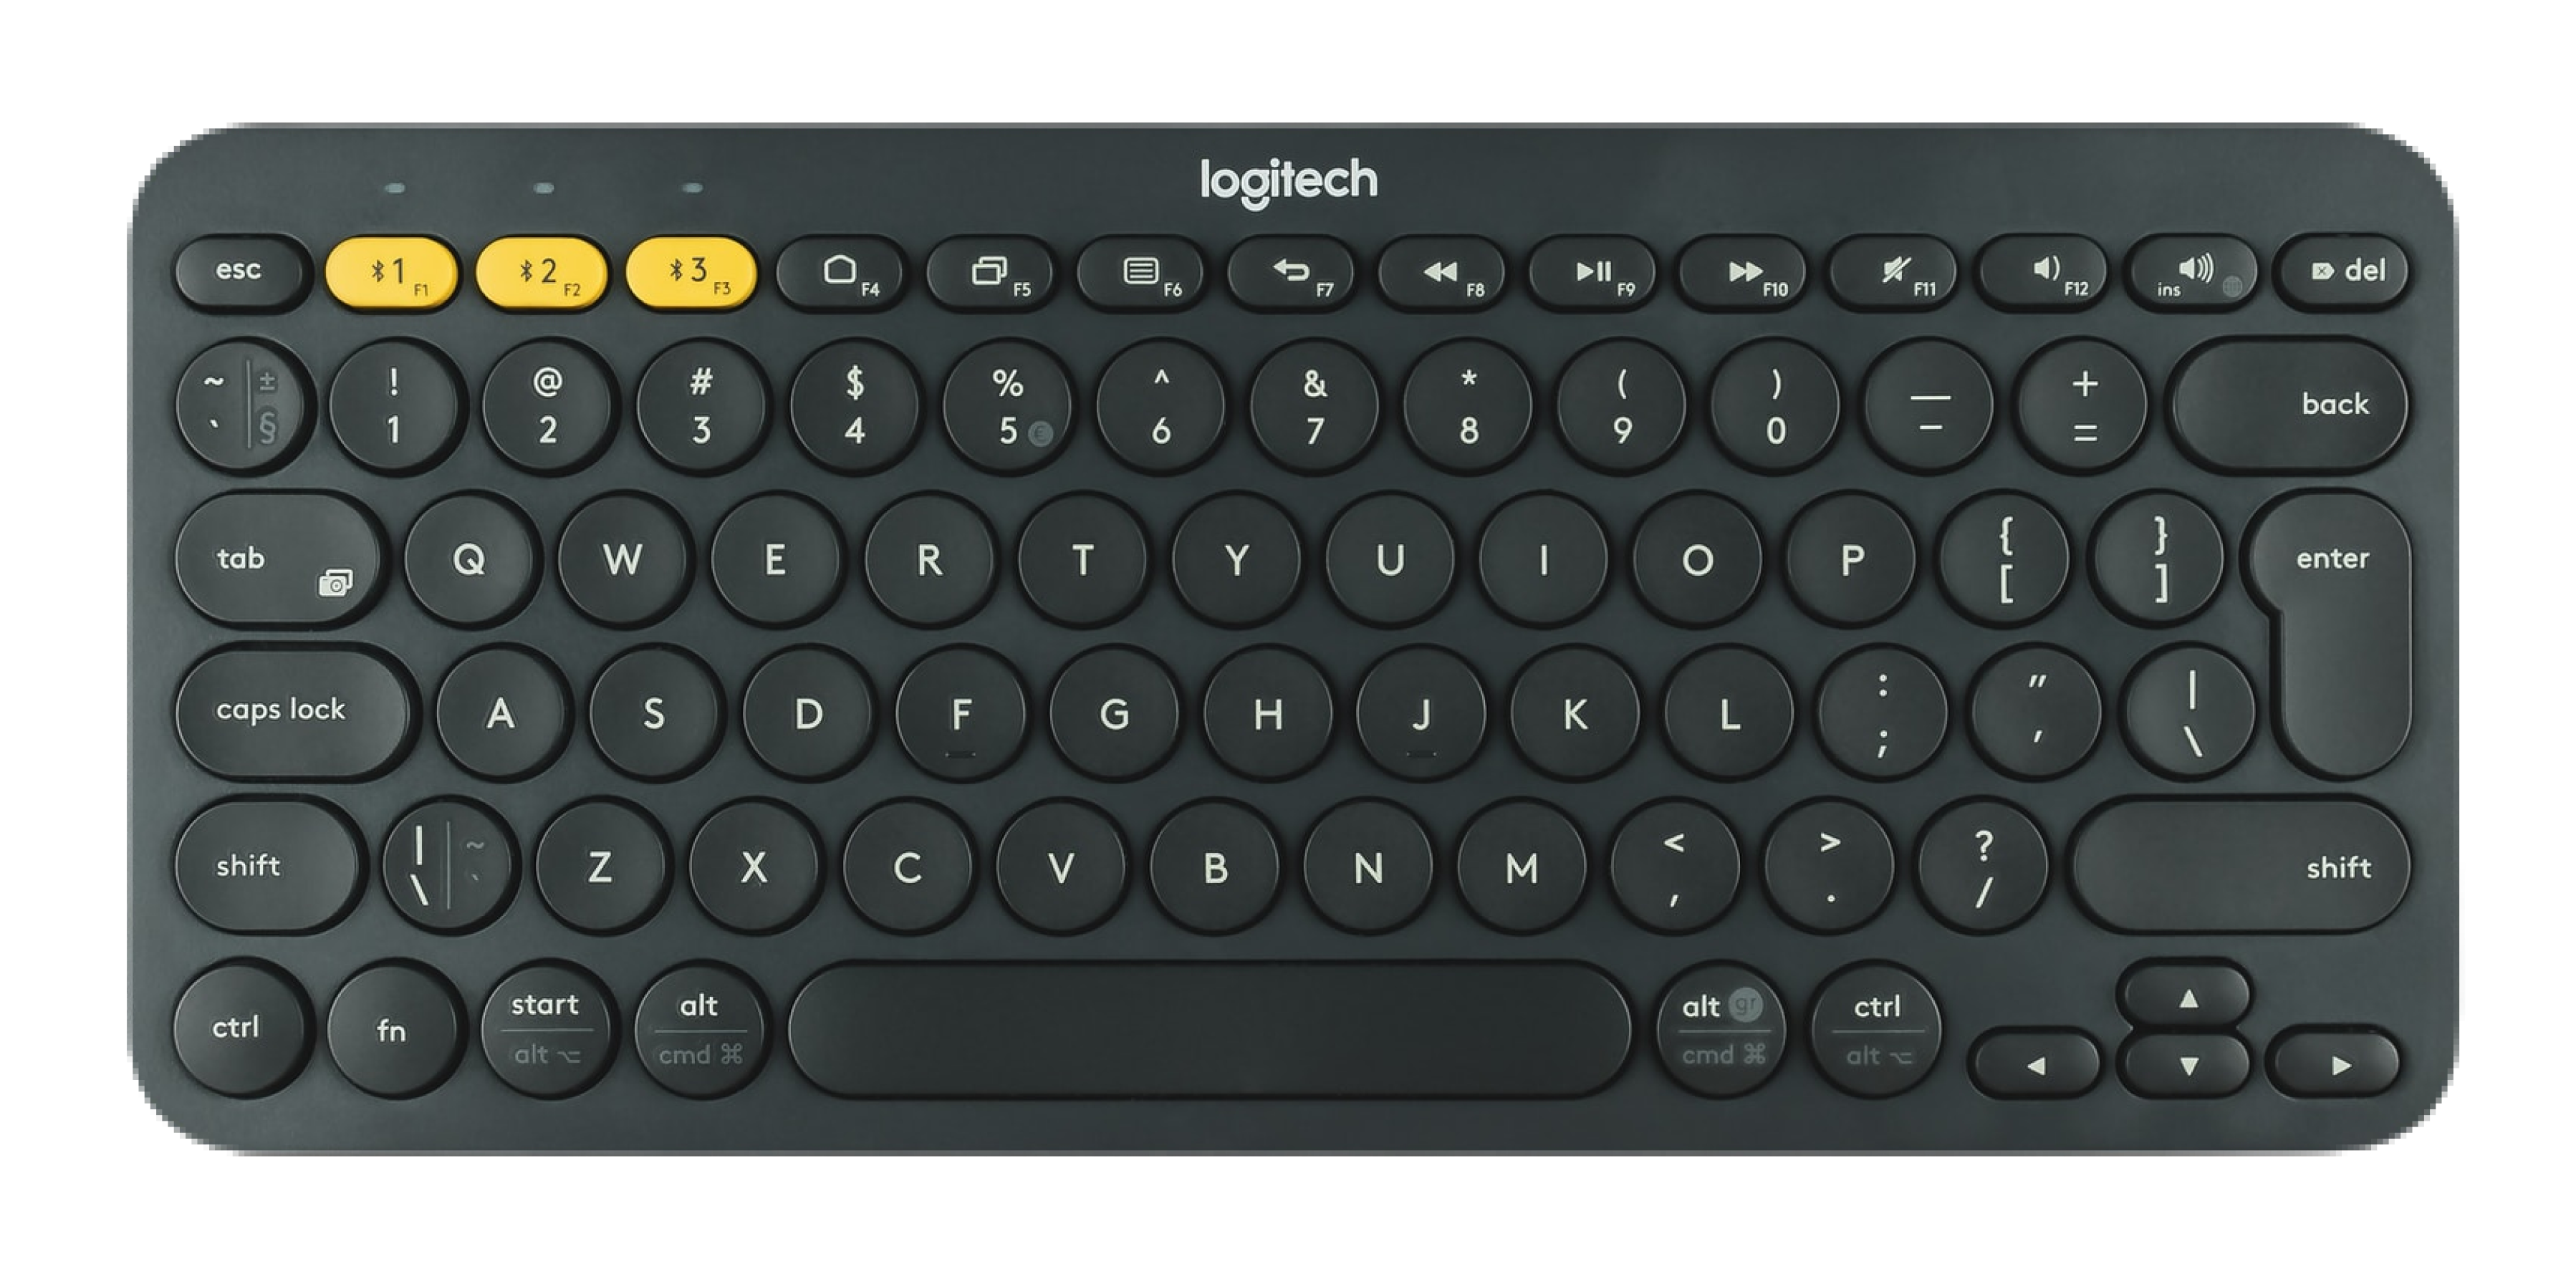 logitech
esc 1 F1 2 F2 3 F3 F4 F5 F6 F7 F8 F9 F10 F11 F12 ins del
~ ± ! @ # $ % ^ & * ( ) — +
` § 1 2 3 4 5 € 6 7 8 9 0 – = back
tab Q W E R T Y U I O P { [ } ] enter
caps lock A S D F G H J K L : ; " ' | \
shift | \ ~ ` Z X C V B N M < , > . ? / shift
ctrl fn start alt ⌥ alt cmd ⌘ alt gr cmd ⌘ ctrl alt ⌥